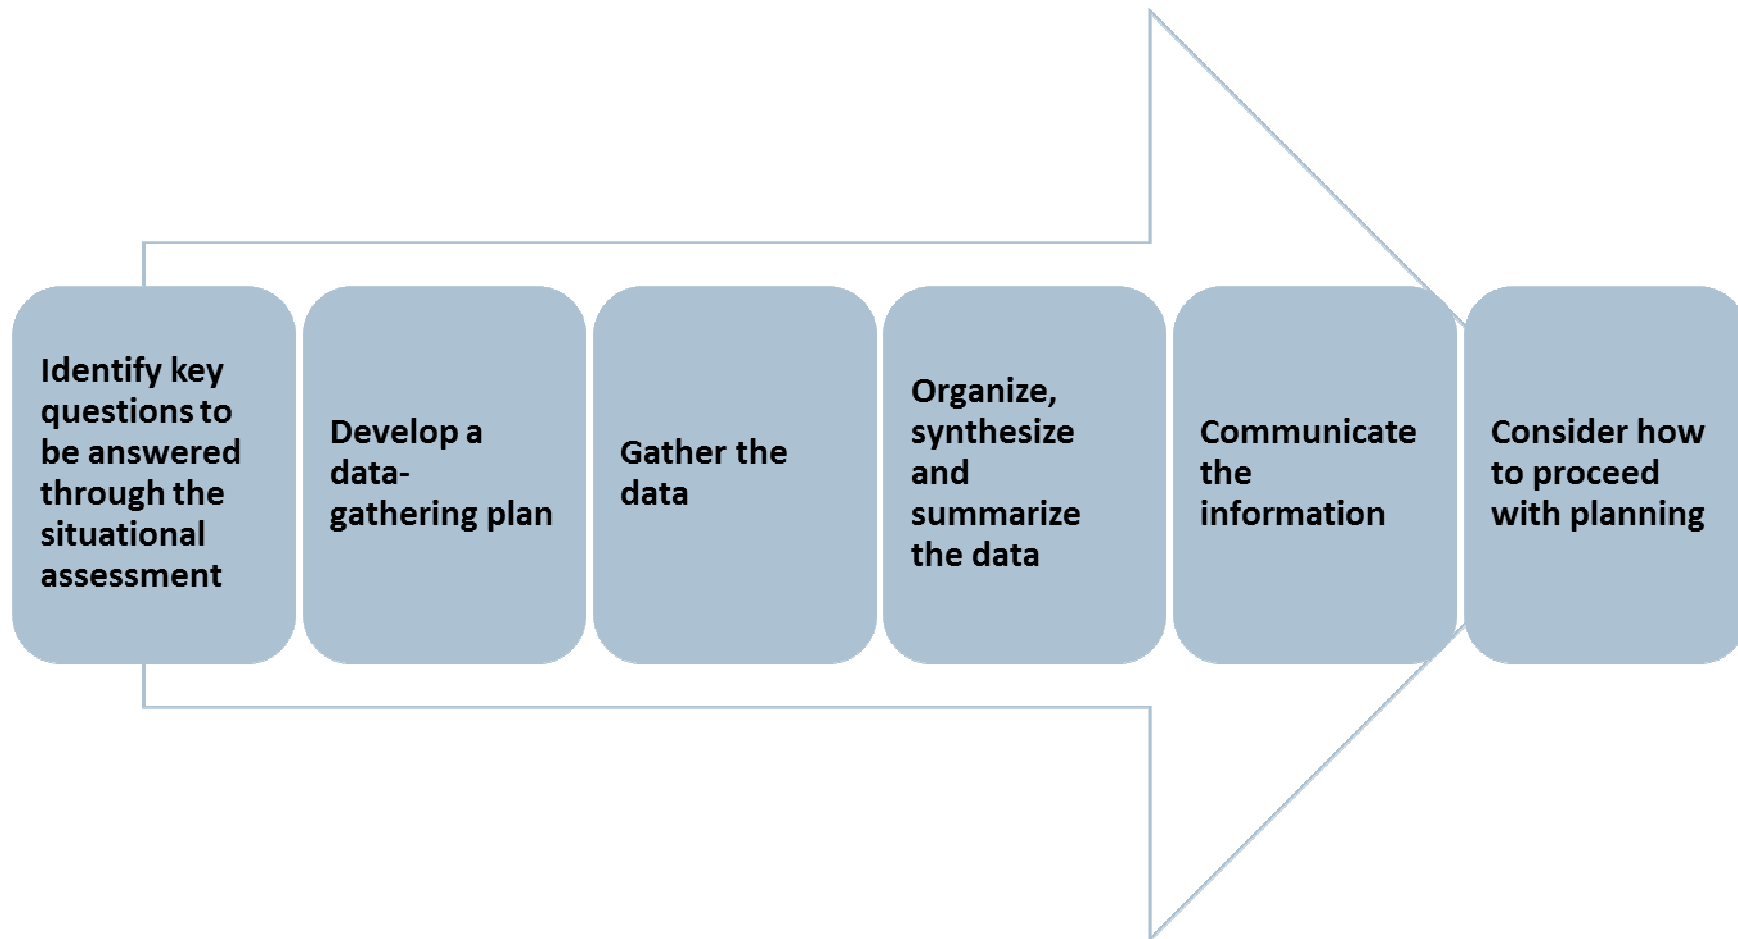 Identify key
questions to
be answered
through the
situational
assessment
Develop a
data-
gathering plan
Gather the
data
Organize,
synthesize
and
summarize
the data
Communicate
the
information
Consider how
to proceed
with planning